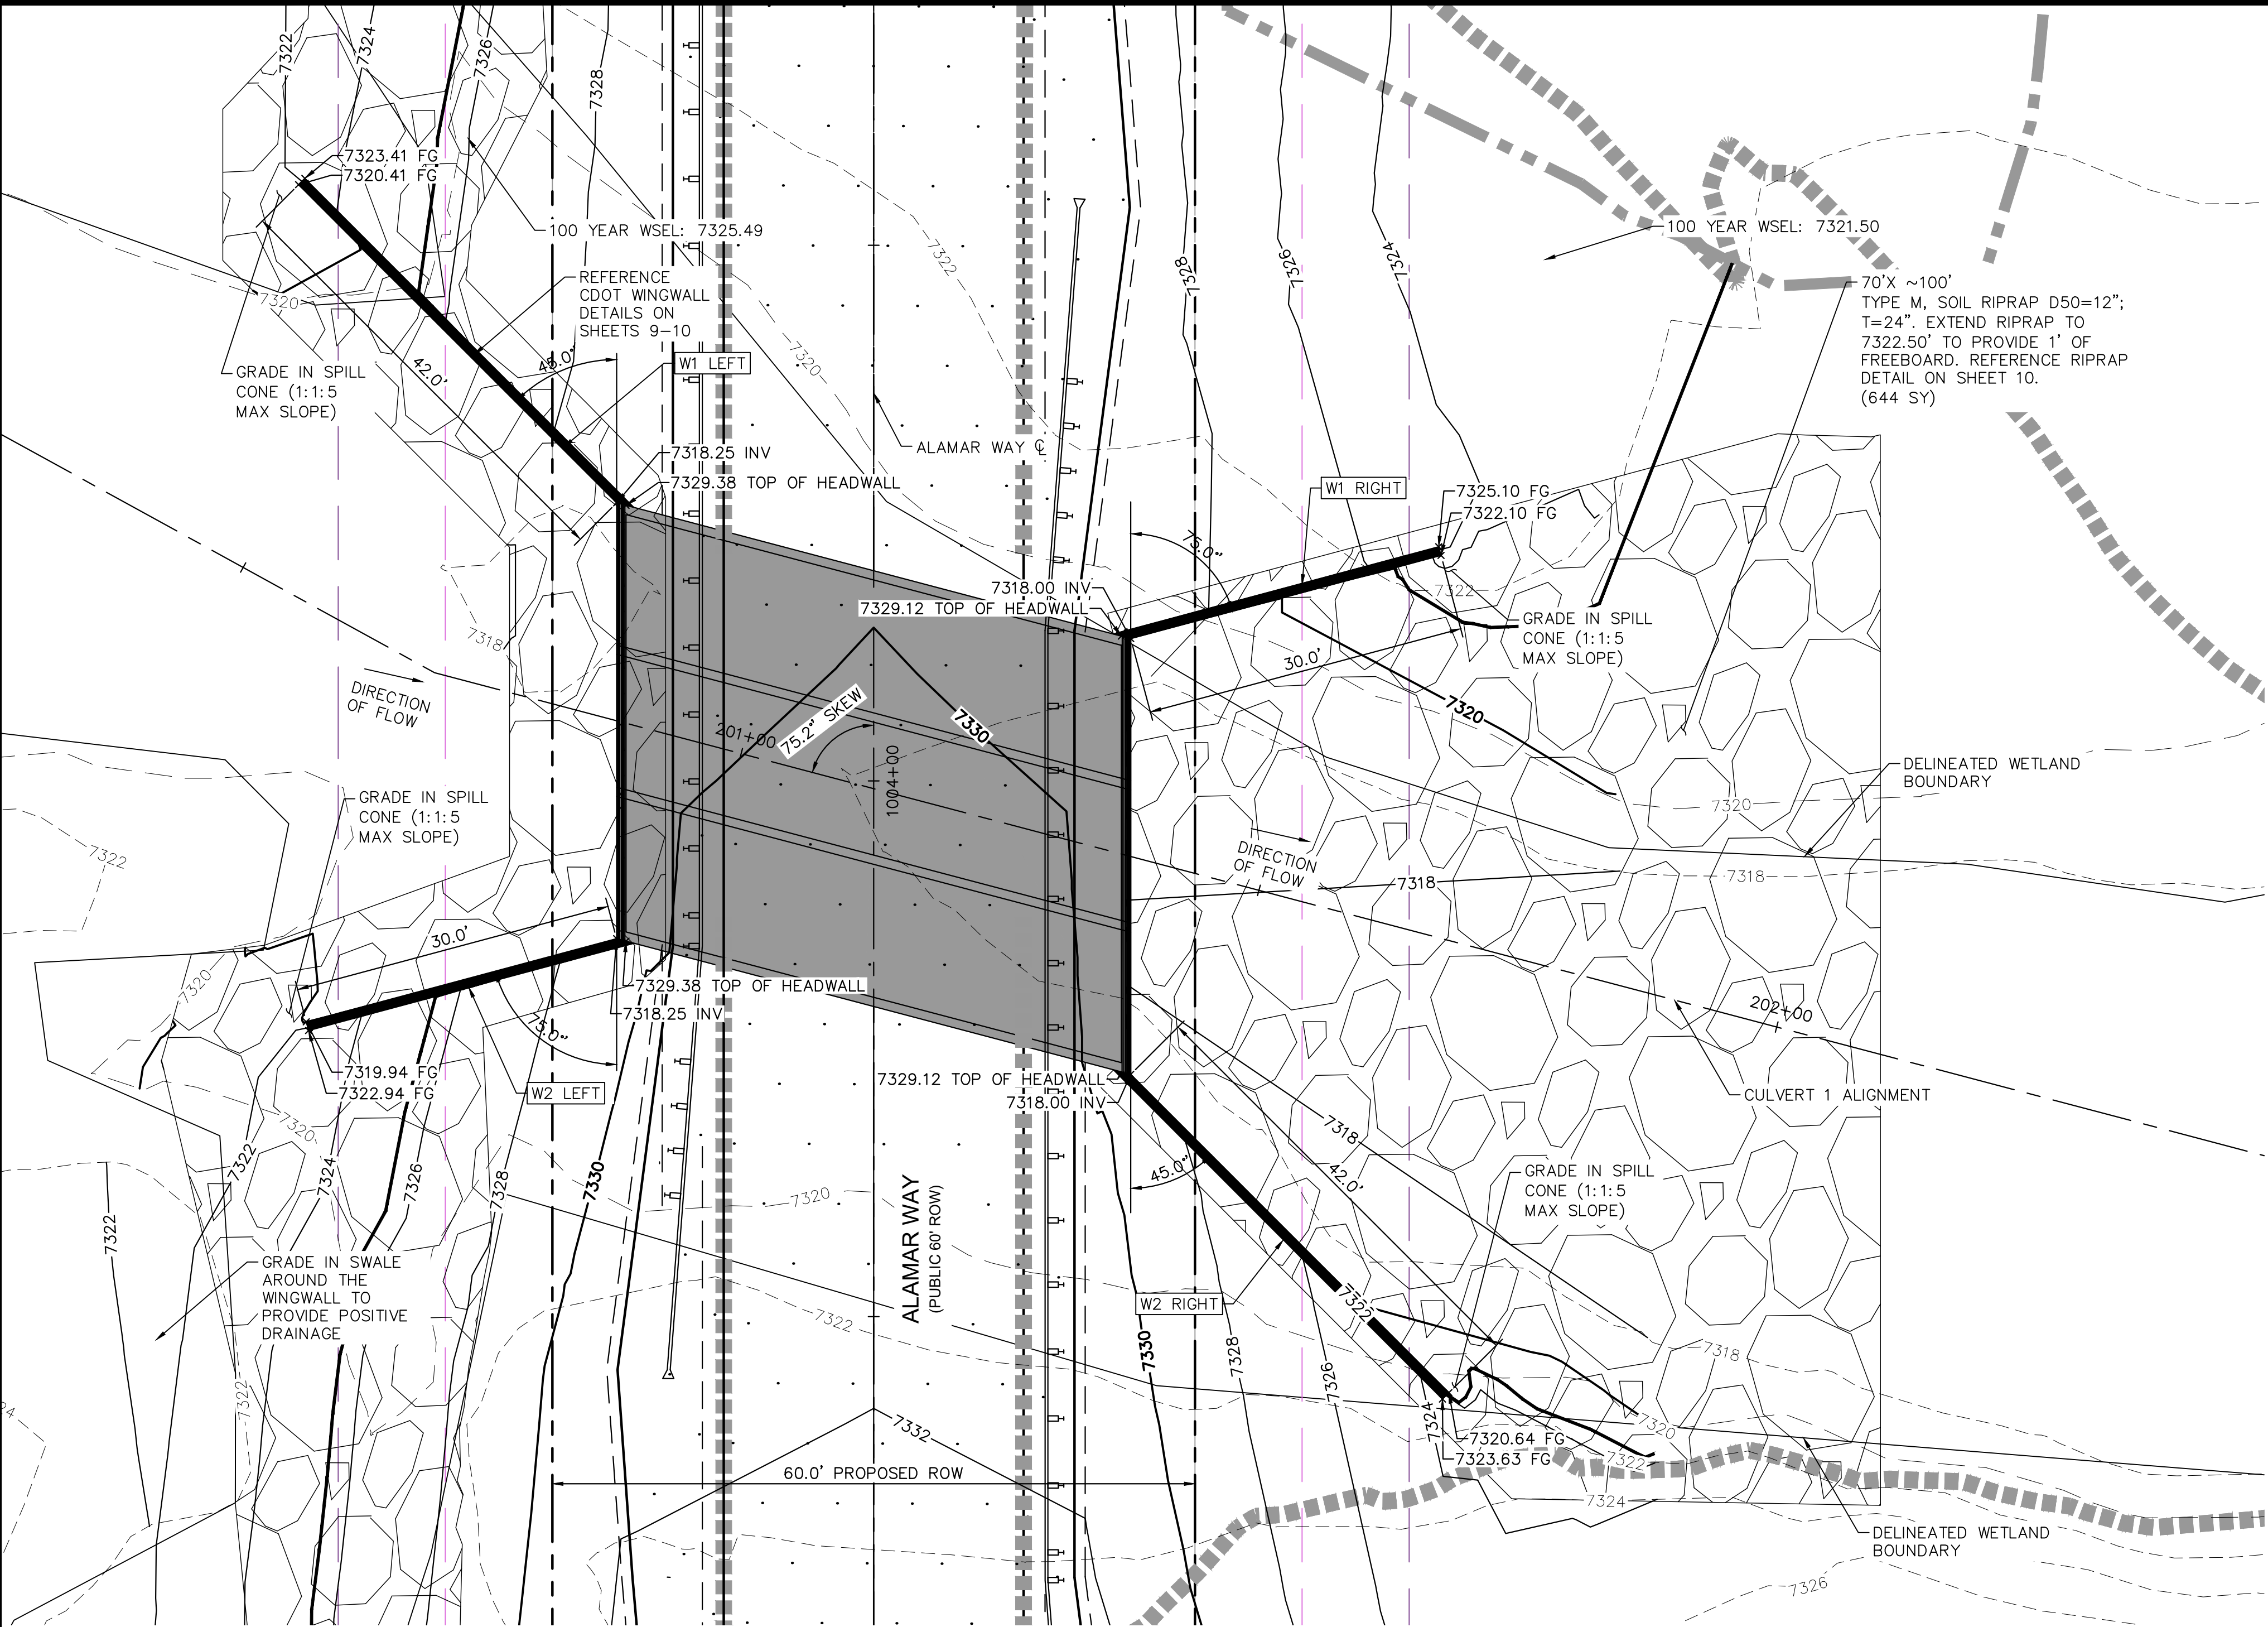 7322
7324
7326
7328
7323.41 FG
7320.41 FG
100 YEAR WSEL: 7325.49
REFERENCE
CDOT WINGWALL
DETAILS ON
SHEETS 9-10
7320
45.0°
42.0'
W1 LEFT
GRADE IN SPILL
CONE (1:1:5
MAX SLOPE)
7318.25 INV
7329.38 TOP OF HEADWALL
7322
7320
ALAMAR WAY ℄
7328
7326
7324
100 YEAR WSEL: 7321.50
70'X ~100'
TYPE M, SOIL RIPRAP D50=12";
T=24". EXTEND RIPRAP TO
7322.50' TO PROVIDE 1' OF
FREEBOARD. REFERENCE RIPRAP
DETAIL ON SHEET 10.
(644 SY)
W1 RIGHT
7325.10 FG
7322.10 FG
75.0°
7318.00 INV
7329.12 TOP OF HEADWALL
7322
GRADE IN SPILL
CONE (1:1:5
MAX SLOPE)
30.0'
7320
7318
DIRECTION
OF FLOW
201+00
75.2° SKEW
7330
1004+00
DELINEATED WETLAND
BOUNDARY
7320
GRADE IN SPILL
CONE (1:1:5
MAX SLOPE)
7322
DIRECTION
OF FLOW
7318
7318
30.0'
7320
7329.38 TOP OF HEADWALL
7318.25 INV
75.0°
202+00
7319.94 FG
7322.94 FG
W2 LEFT
7329.12 TOP OF HEADWALL
7318.00 INV
CULVERT 1 ALIGNMENT
7320
7322
7324
7326
7328
7330
7322
7318
42.0'
45.0°
GRADE IN SPILL
CONE (1:1:5
MAX SLOPE)
7320
ALAMAR WAY
(PUBLIC 60' ROW)
GRADE IN SWALE
AROUND THE
WINGWALL TO
PROVIDE POSITIVE
DRAINAGE
7322
W2 RIGHT
7322
7330
7328
7326
7318
7322
7324
7332
7320.64 FG
7323.63 FG
7320
7322
7324
60.0' PROPOSED ROW
DELINEATED WETLAND
BOUNDARY
7326